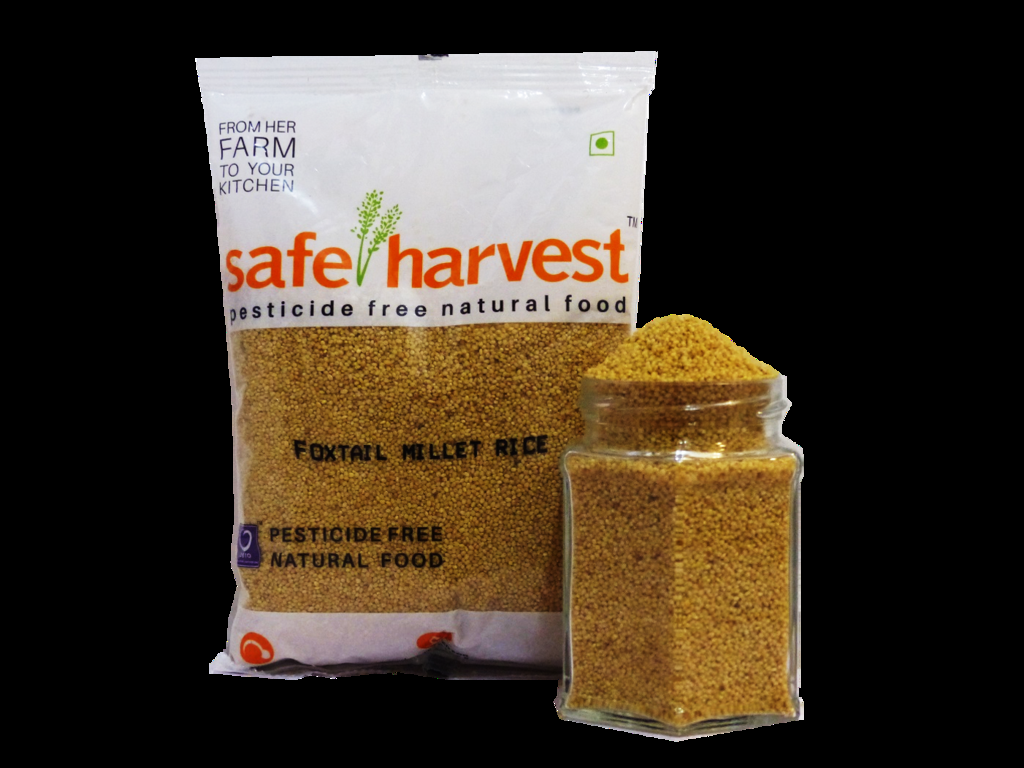 FROM HER
FARM
TO YOUR
KITCHEN
safe harvest
TM
pesticide free natural food
FOXTAIL MILLET RICE
PESTICIDE FREE
NATURAL FOOD